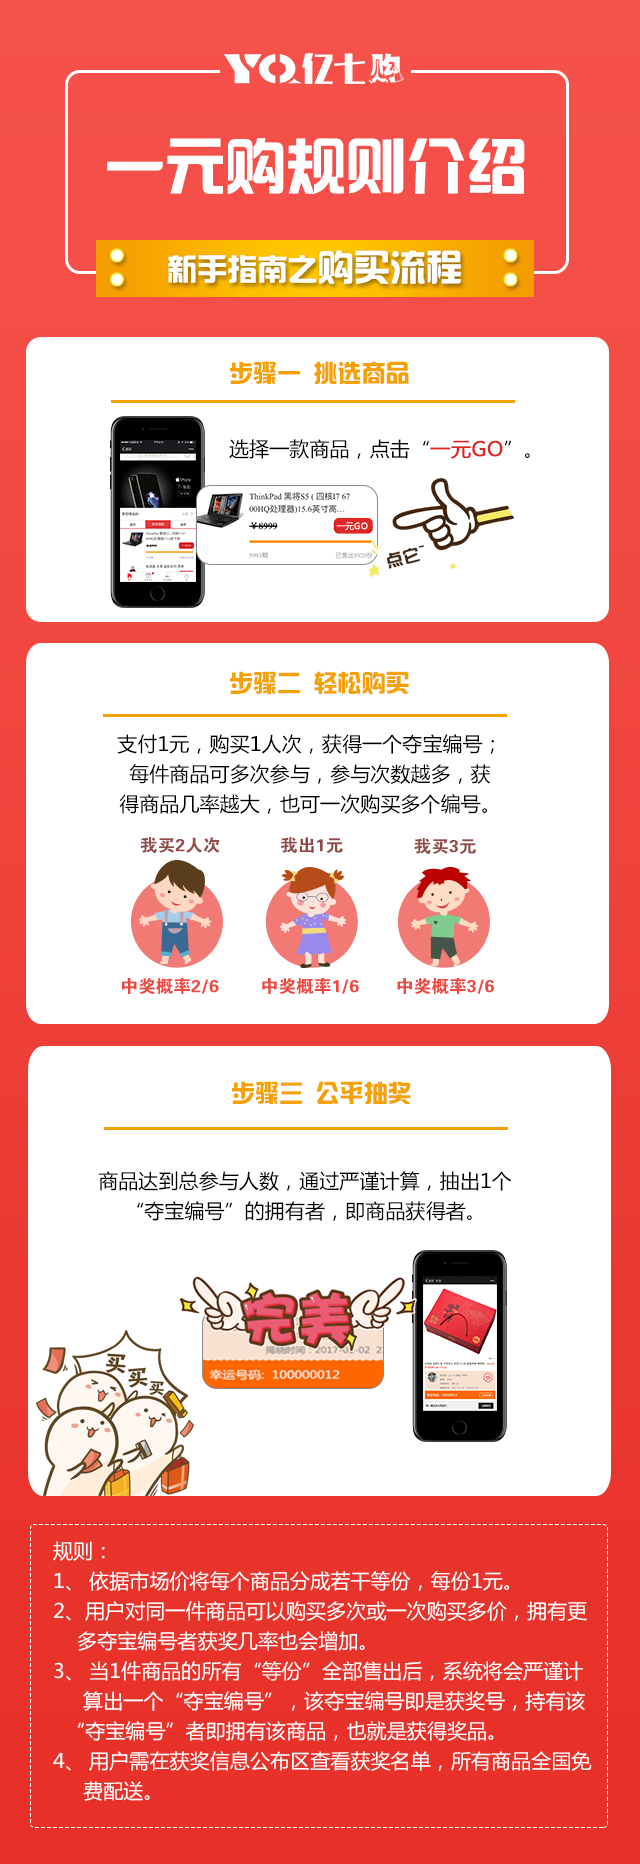 YQ亿七购
一元购规则介绍
新手指南之购买流程
步骤一 挑选商品
选择一款商品，点击“一元GO”。
ThinkPad 黑将S5 ( 四核I7 67
00HQ处理器)15.6英寸高…
￥8999
一元GO
5983期
已售出6929份
点它~
步骤二 轻松购买
支付1元，购买1人次，获得一个夺宝编号；
每件商品可多次参与，参与次数越多，获
得商品几率越大，也可一次购买多个编号。
我买2人次
我出1元
我买3元
中奖概率2/6
中奖概率1/6
中奖概率3/6
步骤三 公平抽奖
商品达到总参与人数，通过严谨计算，抽出1个
“夺宝编号”的拥有者，即商品获得者。
完美
幸运号码: 100000012
买买买
规则：
1、 依据市场价将每个商品分成若干等份，每份1元。
2、用户对同一件商品可以购买多次或一次购买多价，拥有更
多夺宝编号者获奖几率也会增加。
3、 当1件商品的所有“等份”全部售出后，系统将会严谨计
算出一个“夺宝编号”，该夺宝编号即是获奖号，持有该
“夺宝编号”者即拥有该商品，也就是获得奖品。
4、 用户需在获奖信息公布区查看获奖名单，所有商品全国免
费配送。